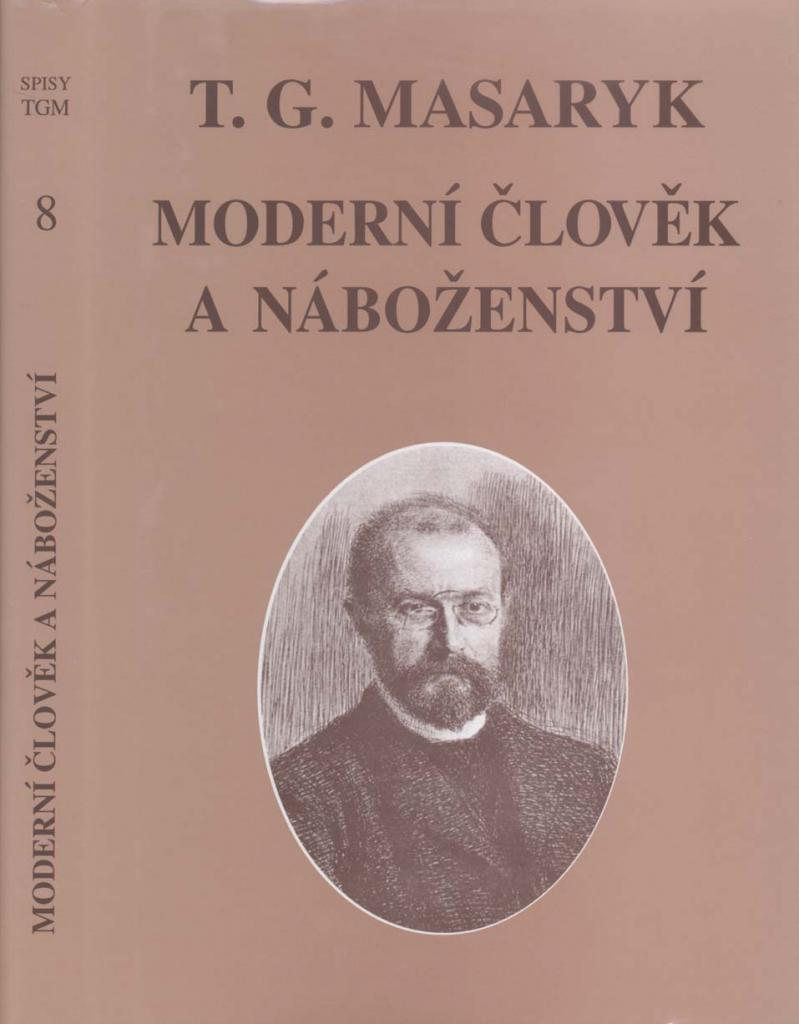 SPISY
TGM
8
MODERNÍ ČLOVĚK A NÁBOŽENSTVÍ
T. G. MASARYK
MODERNÍ ČLOVĚK
A NÁBOŽENSTVÍ